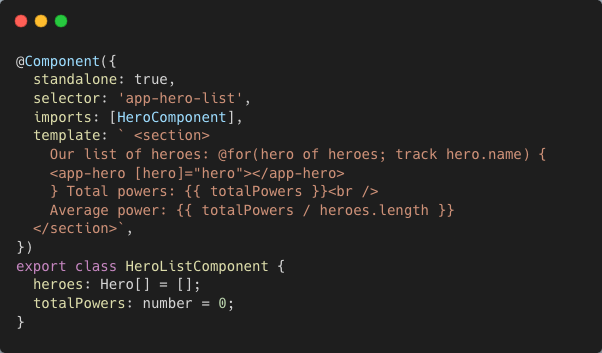 @Component({
  standalone: true,
  selector: 'app-hero-list',
  imports: [HeroComponent],
  template: ` <section>
    Our list of heroes: @for(hero of heroes; track hero.name) {
    <app-hero [hero]="hero"></app-hero>
    } Total powers: {{ totalPowers }}<br />
    Average power: {{ totalPowers / heroes.length }}
  </section>`,
})
export class HeroListComponent {
  heroes: Hero[] = [];
  totalPowers: number = 0;
}